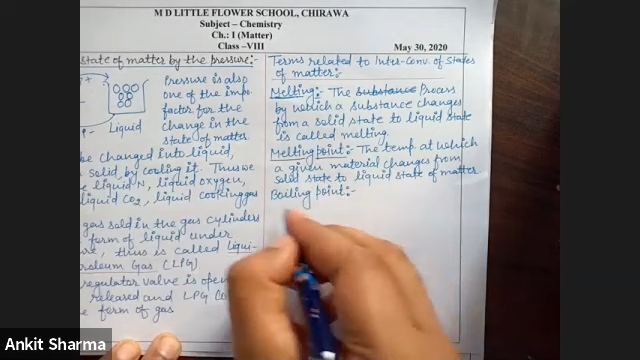 M D LITTLE FLOWER SCHOOL, CHIRAWA
Subject – Chemistry
Ch.: I (Matter)
Class –VIII
May 30, 2020
state of matter by the pressure:-
Pressure is also
one of the imp.
factor for the
change in the
state of matter
Liquid
be changed into liquid,
solid by cooling it. Thus we
liquid N, liquid oxygen,
liquid CO2, liquid cooking gas
gas sold in the gas cylinders
form of liquid under
thus is called liqui-
roleum Gas (LPG)
regulator valve is open
released and LPG CO
form of gas
Terms related to Inter-Conv. of States
of matter:-
Melting:- The substance process
by which a substance changes
from a solid state to liquid state
is called melting.
Melting point:- The temp. at which
a given material changes from
solid state to liquid state of matter.
Boiling point:-
Ankit Sharma